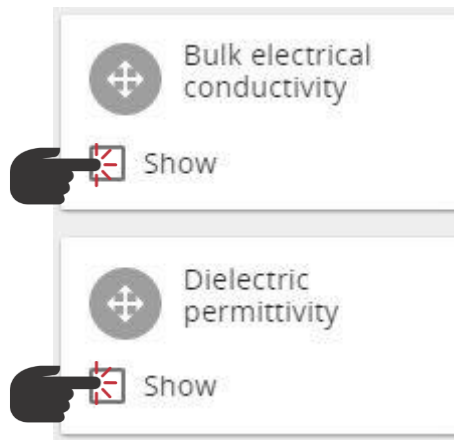 Bulk electrical
conductivity
Show
Dielectric
permittivity
Show